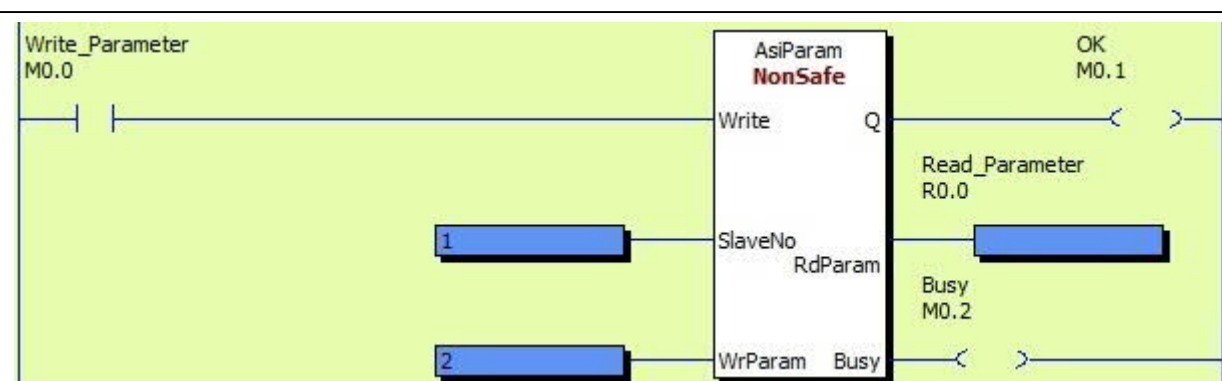 Write_Parameter
M0.0
AsiParam
NonSafe
OK
M0.1
Write
Q
Read_Parameter
R0.0
1
SlaveNo
RdParam
Busy
M0.2
2
WrParam
Busy